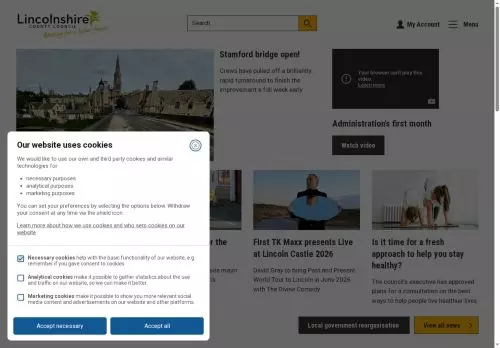 Lincolnshire
COUNTY COUNCIL
Working for a better future
Search
My Account
Menu
Stamford bridge open!
Crews have pulled off a brilliantly
rapid turnaround to finish the
improvement a full week early
Your browser can't play this
video.
Learn more
Administration's first month
Watch video
Our website uses cookies
We would like to use our own and third party cookies and similar
technologies for:
necessary purposes
analytical purposes
marketing purposes
You can set your preferences by selecting the options below. Withdraw
your consent at any time via the shield icon.
Learn more about how we use cookies and who sets cookies on our
website
Necessary cookies help with the basic functionality of our website, e.g.
remember if you gave consent to cookies.
Analytical cookies make it possible to gather statistics about the use
and traffic on our website, so we can make it better.
Marketing cookies make it possible to show you more relevant social
media content and advertisements on our website and other platforms.
Accept necessary
Accept all
for the
First TK Maxx presents Live
at Lincoln Castle 2026
David Gray to bring Past and Present
World Tour to Lincoln in June 2026
with The Divine Comedy
Is it time for a fresh
approach to help you stay
healthy?
The council's executive has approved
plans for a consultation on the best
ways to help people live healthier lives
Local government reorganisation
View all news